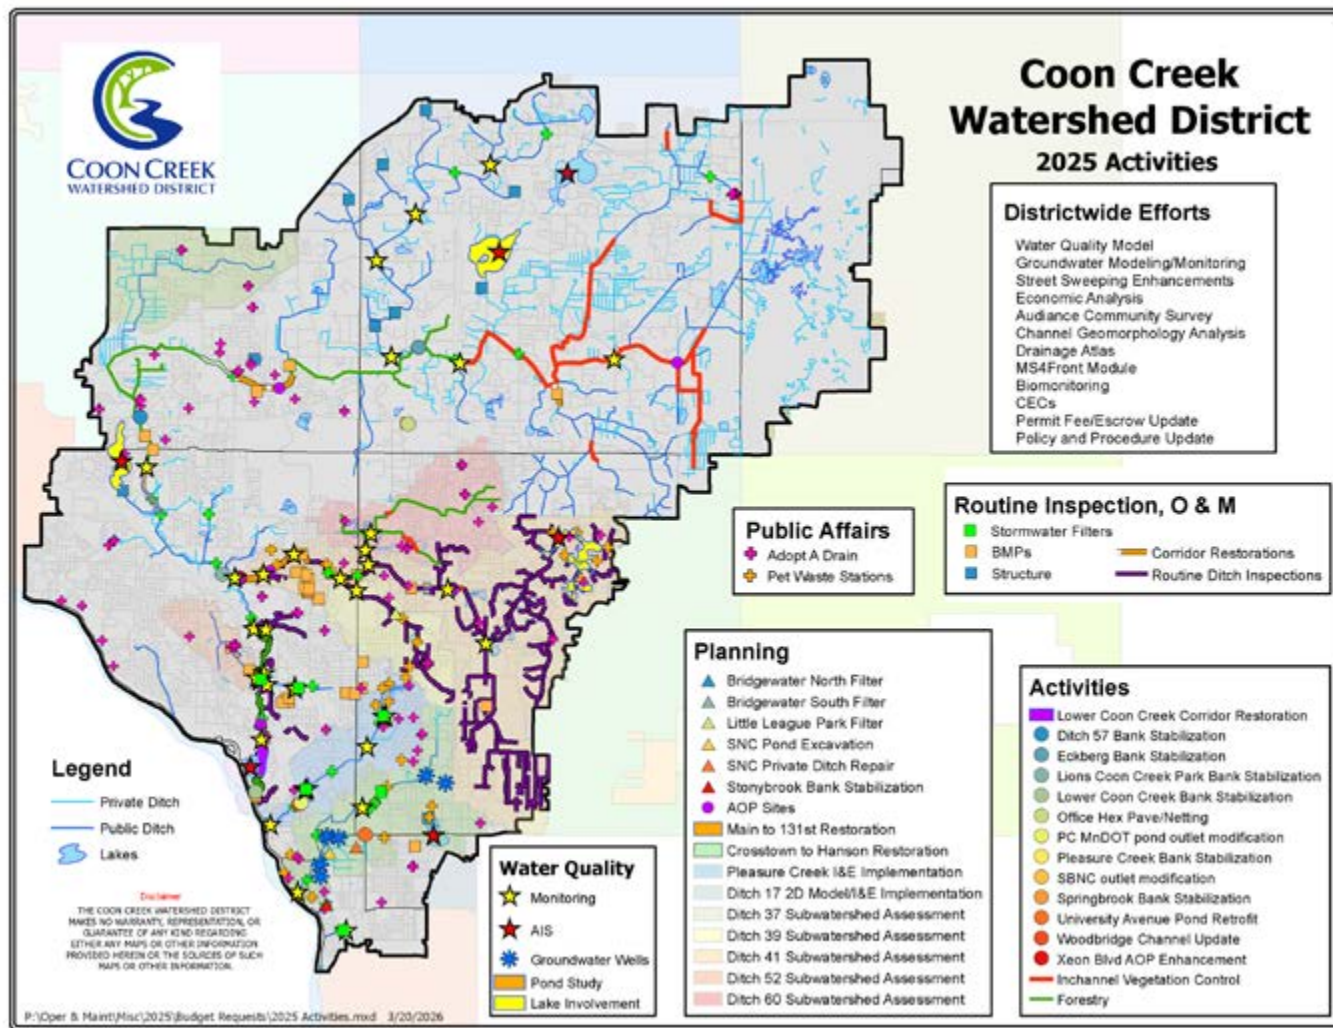 COON CREEK
WATERSHED DISTRICT
Coon Creek
Watershed District
2025 Activities
Districtwide Efforts
Water Quality Model
Groundwater Modeling/Monitoring
Street Sweeping Enhancements
Economic Analysis
Audiance Community Survey
Channel Geomorphology Analysis
Drainage Atlas
MS4Front Module
Biomonitoring
CECs
Permit Fee/Escrow Update
Policy and Procedure Update
Public Affairs
Adopt A Drain
Pet Waste Stations
Routine Inspection, O & M
Stormwater Filters
BMPs
Structure
Corridor Restorations
Routine Ditch Inspections
Planning
Bridgewater North Filter
Bridgewater South Filter
Little League Park Filter
SNC Pond Excavation
SNC Private Ditch Repair
Stonybrook Bank Stabilization
AOP Sites
Main to 131st Restoration
Crosstown to Hanson Restoration
Pleasure Creek I&E Implementation
Ditch 17 2D Model/I&E Implementation
Ditch 37 Subwatershed Assessment
Ditch 39 Subwatershed Assessment
Ditch 41 Subwatershed Assessment
Ditch 52 Subwatershed Assessment
Ditch 60 Subwatershed Assessment
Activities
Lower Coon Creek Corridor Restoration
Ditch 57 Bank Stabilization
Eckberg Bank Stabilization
Lions Coon Creek Park Bank Stabilization
Lower Coon Creek Bank Stabilization
Office Hex Pave/Netting
PC MnDOT pond outlet modification
Pleasure Creek Bank Stabilization
SBNC outlet modification
Springbrook Bank Stabilization
University Avenue Pond Retrofit
Woodbridge Channel Update
Xeon Blvd AOP Enhancement
Inchannel Vegetation Control
Forestry
Legend
Private Ditch
Public Ditch
Lakes
Water Quality
Monitoring
AIS
Groundwater Wells
Pond Study
Lake Involvement
Disclaimer
THE COON CREEK WATERSHED DISTRICT
MAKES NO WARRANTY, REPRESENTATION, OR
GUARANTEE OF ANY KIND REGARDING
EITHER ANY MAPS OR OTHER INFORMATION
PROVIDED HEREIN OR THE SOURCES OF SUCH
MAPS OR OTHER INFORMATION.
P:\Oper & Maint\Misc\2025\Budget Requests\2025 Activities.mxd 3/20/2026